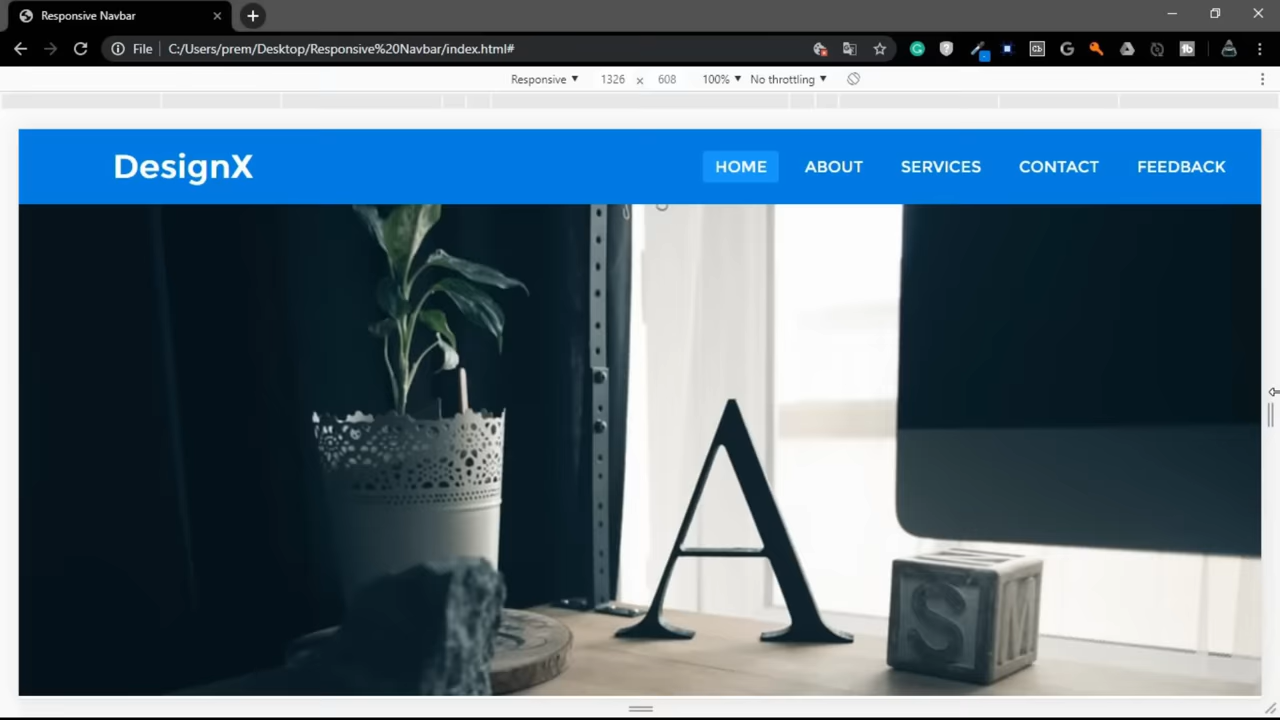 Responsive Navbar
File C:/Users/prem/Desktop/Responsive%20Navbar/index.html#
Responsive 1326 × 608 100% No throttling
DesignX HOME ABOUT SERVICES CONTACT FEEDBACK
A
S M